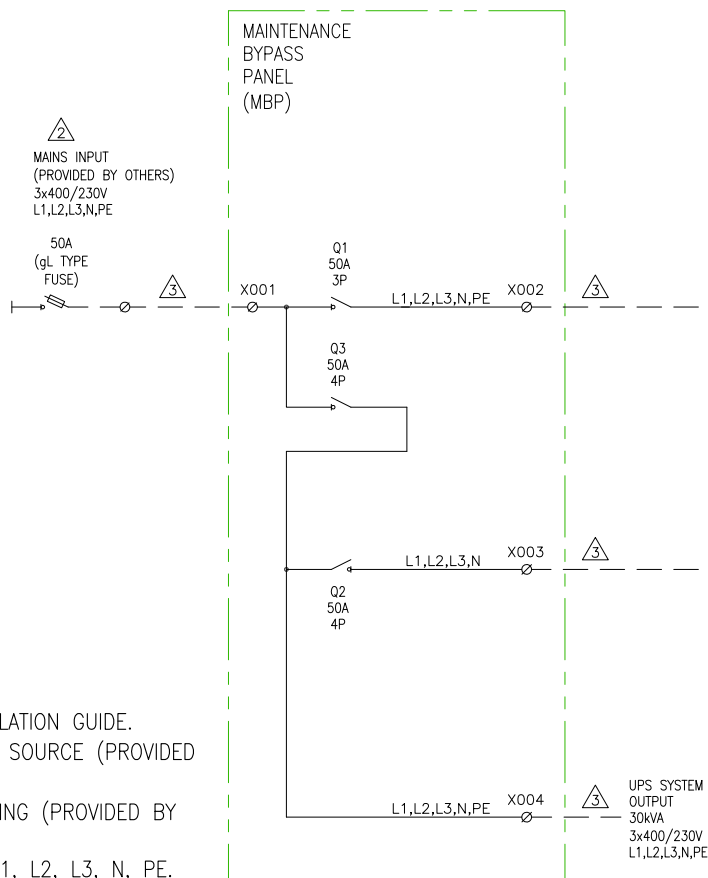 MAINTENANCE
BYPASS
PANEL
(MBP)
2
MAINS INPUT
(PROVIDED BY OTHERS)
3x400/230V
L1,L2,L3,N,PE
50A
(gL TYPE
FUSE)
3
X001
Q1
50A
3P
L1,L2,L3,N,PE
X002
3
Q3
50A
4P
L1,L2,L3,N
X003
3
Q2
50A
4P
LATION GUIDE.
SOURCE (PROVIDED
ING (PROVIDED BY
1, L2, L3, N, PE.
L1,L2,L3,N,PE
X004
3
UPS SYSTEM
OUTPUT
30kVA
3x400/230V
L1,L2,L3,N,PE